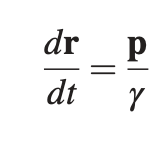 d𝐫/dt = 𝐩/γ